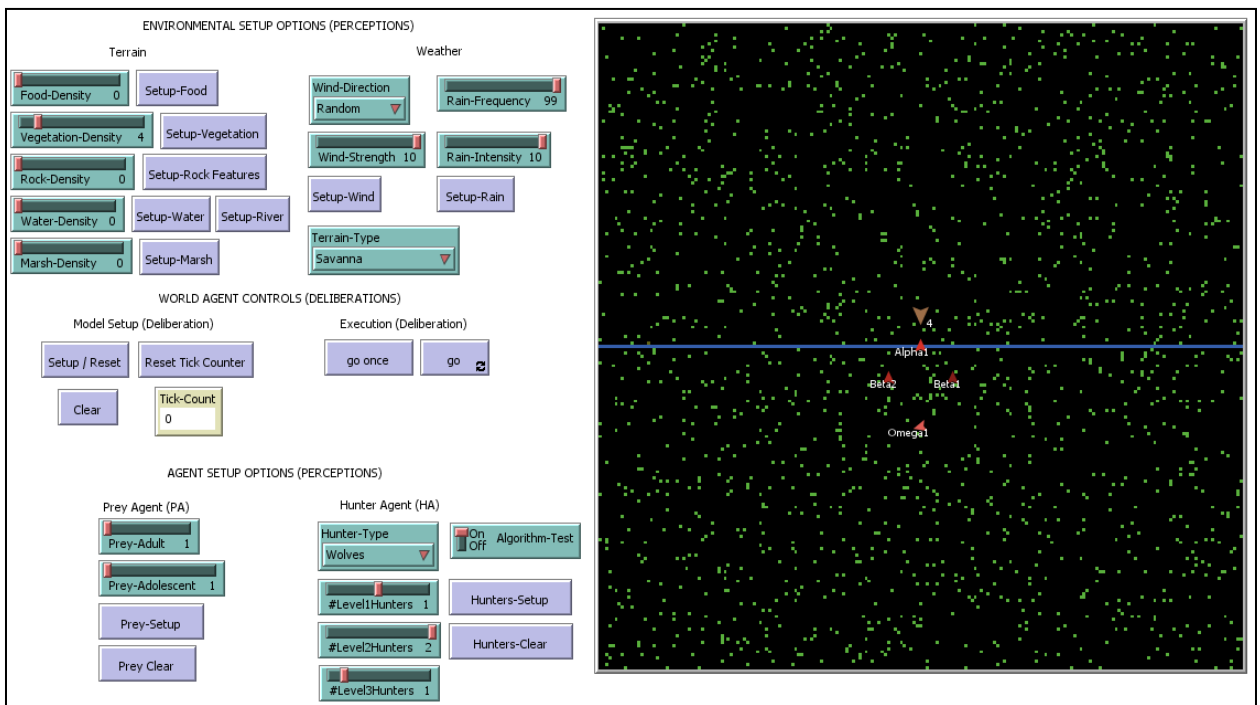 ENVIRONMENTAL SETUP OPTIONS (PERCEPTIONS)
Terrain
Weather
Food-Density 0
Setup-Food
Vegetation-Density 4
Setup-Vegetation
Rock-Density 0
Setup-Rock Features
Water-Density 0
Setup-Water
Setup-River
Marsh-Density 0
Setup-Marsh
Wind-Direction
Random
Rain-Frequency 99
Wind-Strength 10
Rain-Intensity 10
Setup-Wind
Setup-Rain
Terrain-Type
Savanna
WORLD AGENT CONTROLS (DELIBERATIONS)
Model Setup (Deliberation)
Execution (Deliberation)
Setup / Reset
Reset Tick Counter
go once
go
Clear
Tick-Count
0
AGENT SETUP OPTIONS (PERCEPTIONS)
Prey Agent (PA)
Prey-Adult 1
Prey-Adolescent 1
Prey-Setup
Prey Clear
Hunter Agent (HA)
Hunter-Type
Wolves
On
Off
Algorithm-Test
#Level1Hunters 1
Hunters-Setup
#Level2Hunters 2
Hunters-Clear
#Level3Hunters 1
4
Alpha1
Beta2
Beta1
Omega1